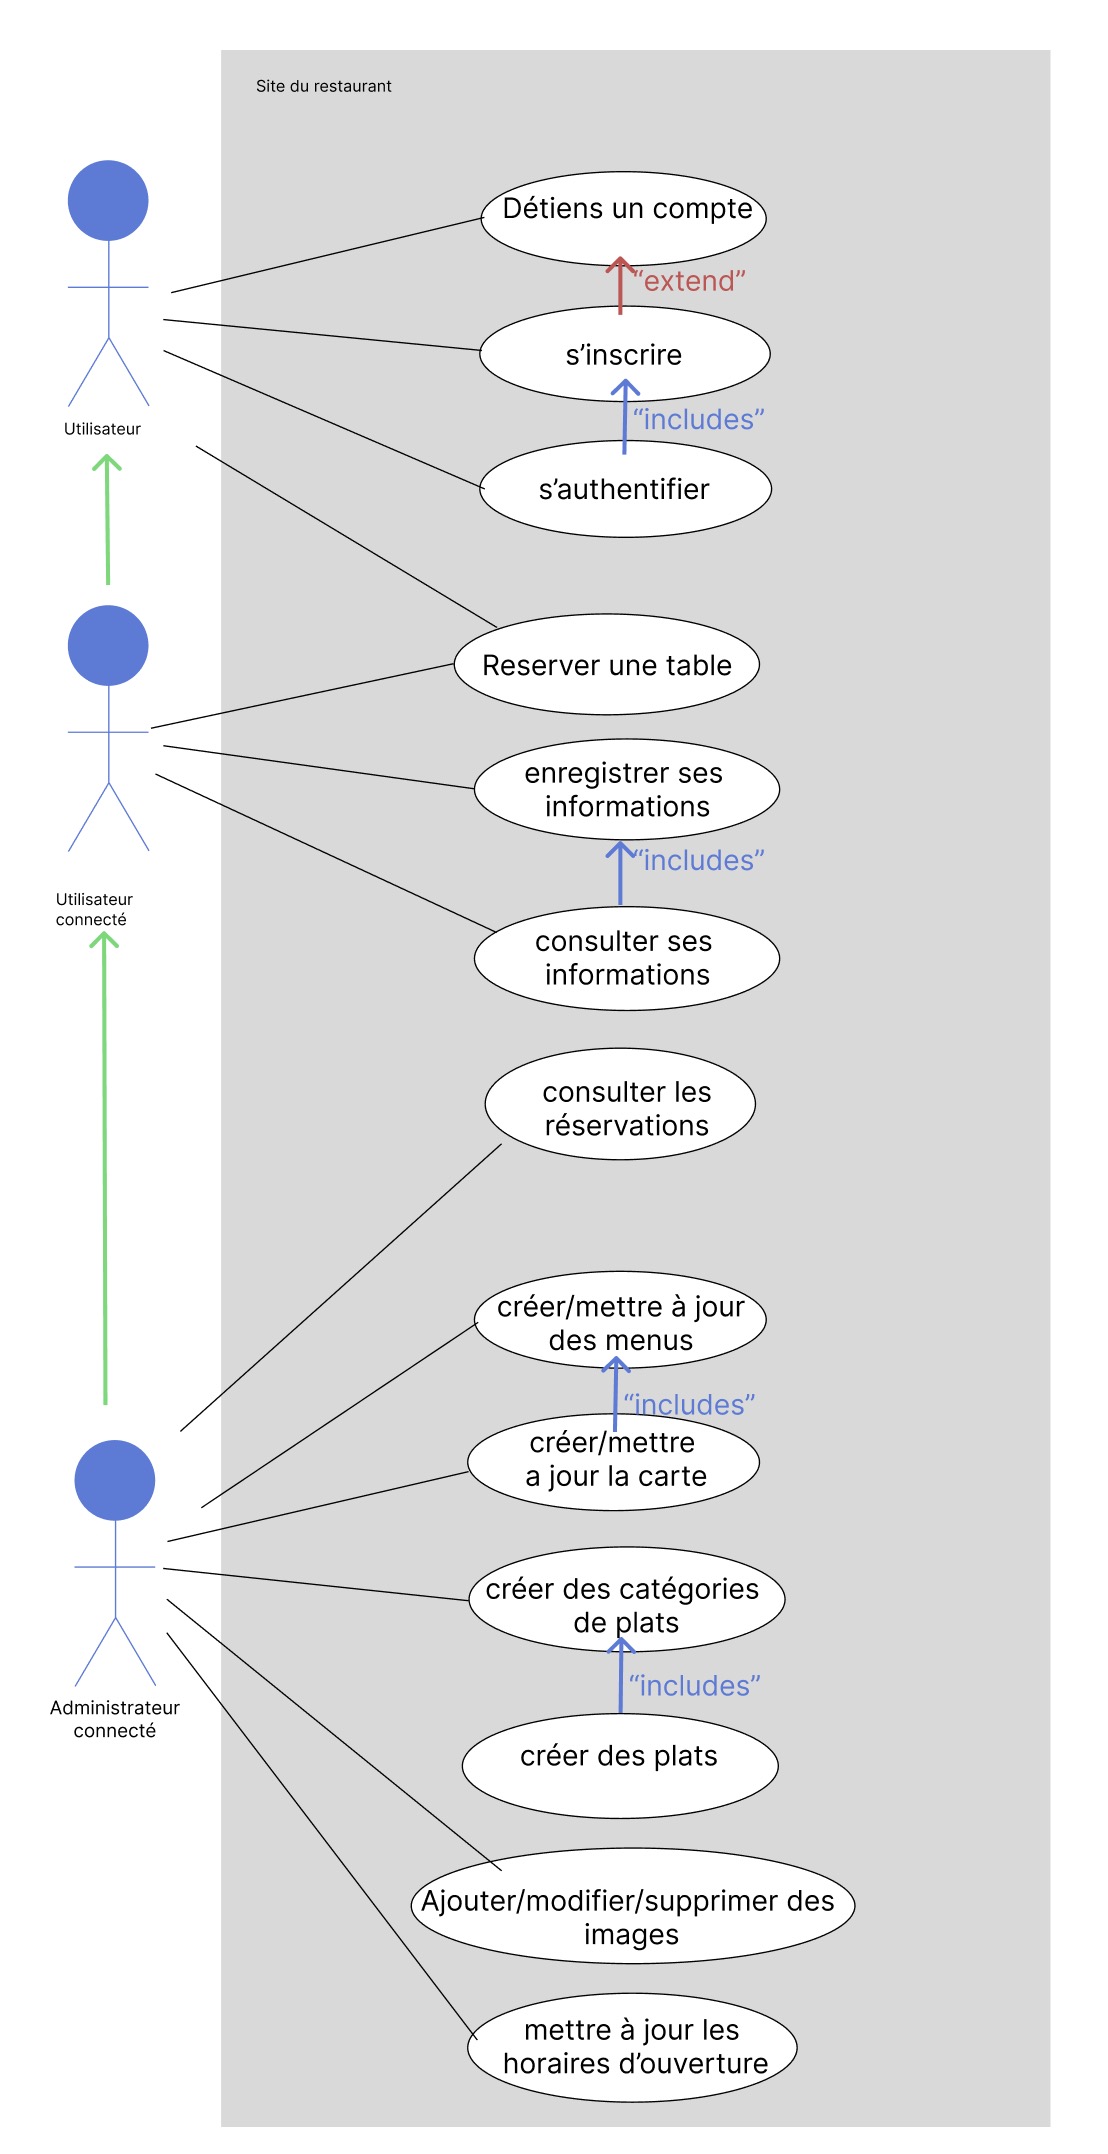 Site du restaurant
Détiens un compte
“extend”
s’inscrire
“includes”
Utilisateur
s’authentifier
Reserver une table
enregistrer ses
informations
“includes”
Utilisateur
connecté
consulter ses
informations
consulter les
réservations
créer/mettre à jour
des menus
“includes”
créer/mettre
a jour la carte
créer des catégories
de plats
“includes”
Administrateur
connecté
créer des plats
Ajouter/modifier/supprimer des
images
mettre à jour les
horaires d’ouverture